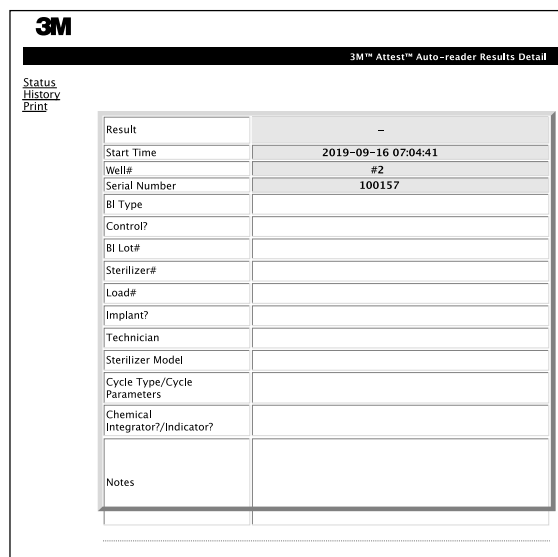 3M
3M™ Attest™ Auto-reader Results Detail
Status
History
Print
Result –
Start Time 2019-09-16 07:04:41
Well# #2
Serial Number 100157
BI Type
Control?
BI Lot#
Sterilizer#
Load#
Implant?
Technician
Sterilizer Model
Cycle Type/Cycle
Parameters
Chemical
Integrator?/Indicator?
Notes